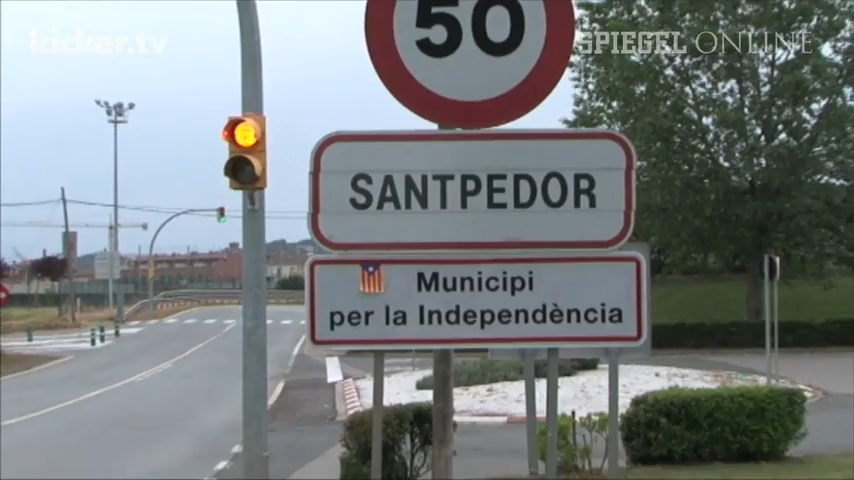 kicker.tv
SPIEGEL ONLINE
50
SANTPEDOR
Municipi
per la Independència